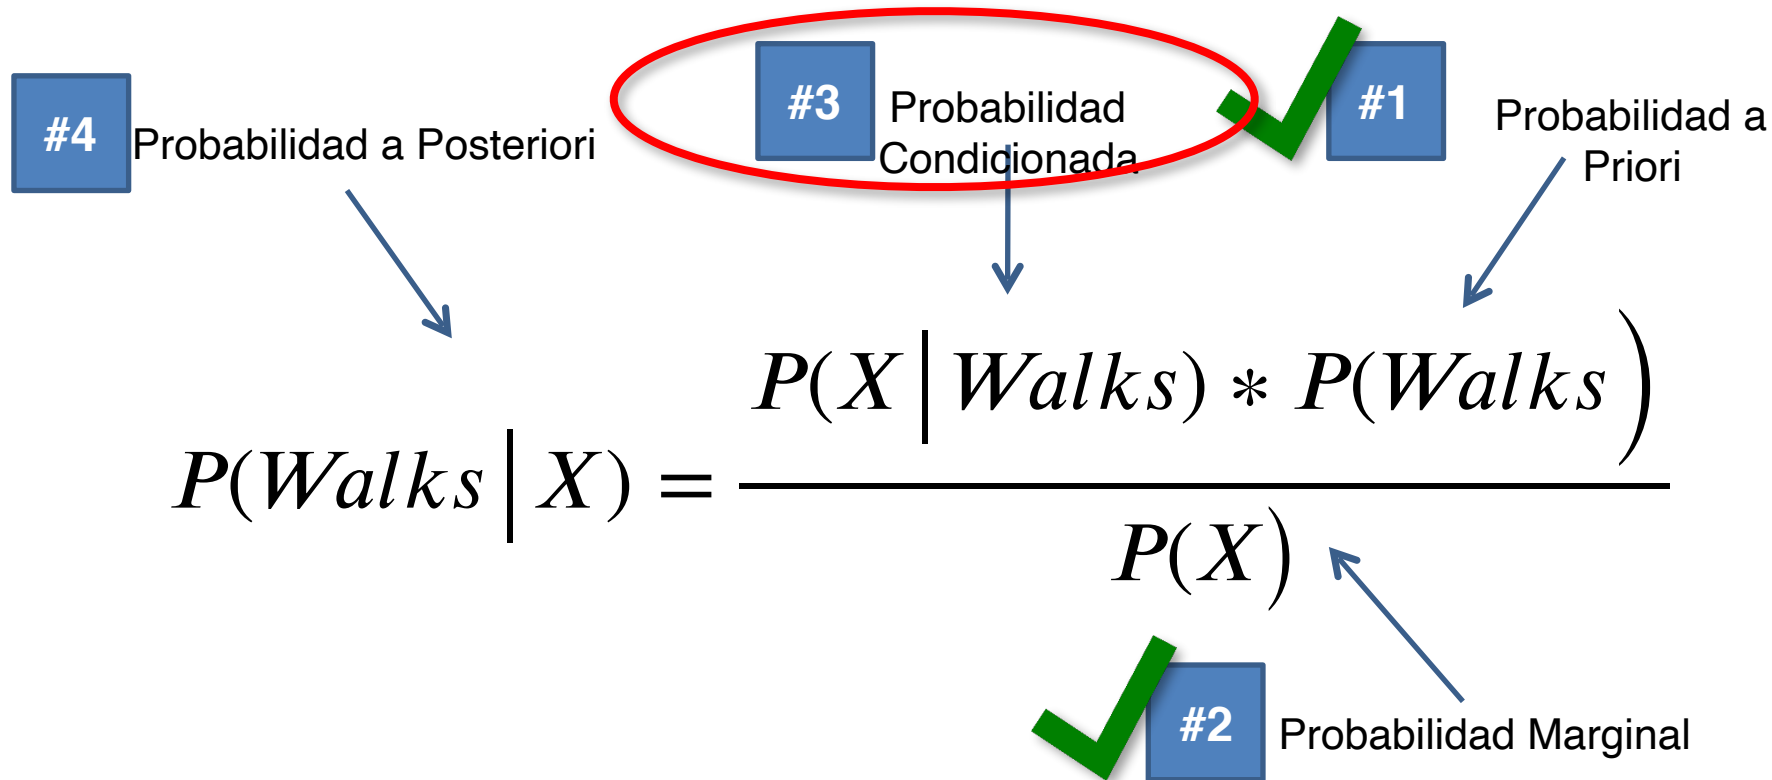 #4 Probabilidad a Posteriori
#3 Probabilidad
Condicionada
#1 Probabilidad a
Priori
P(Walks | X) = P(X | Walks) * P(Walks)
P(X)
#2 Probabilidad Marginal